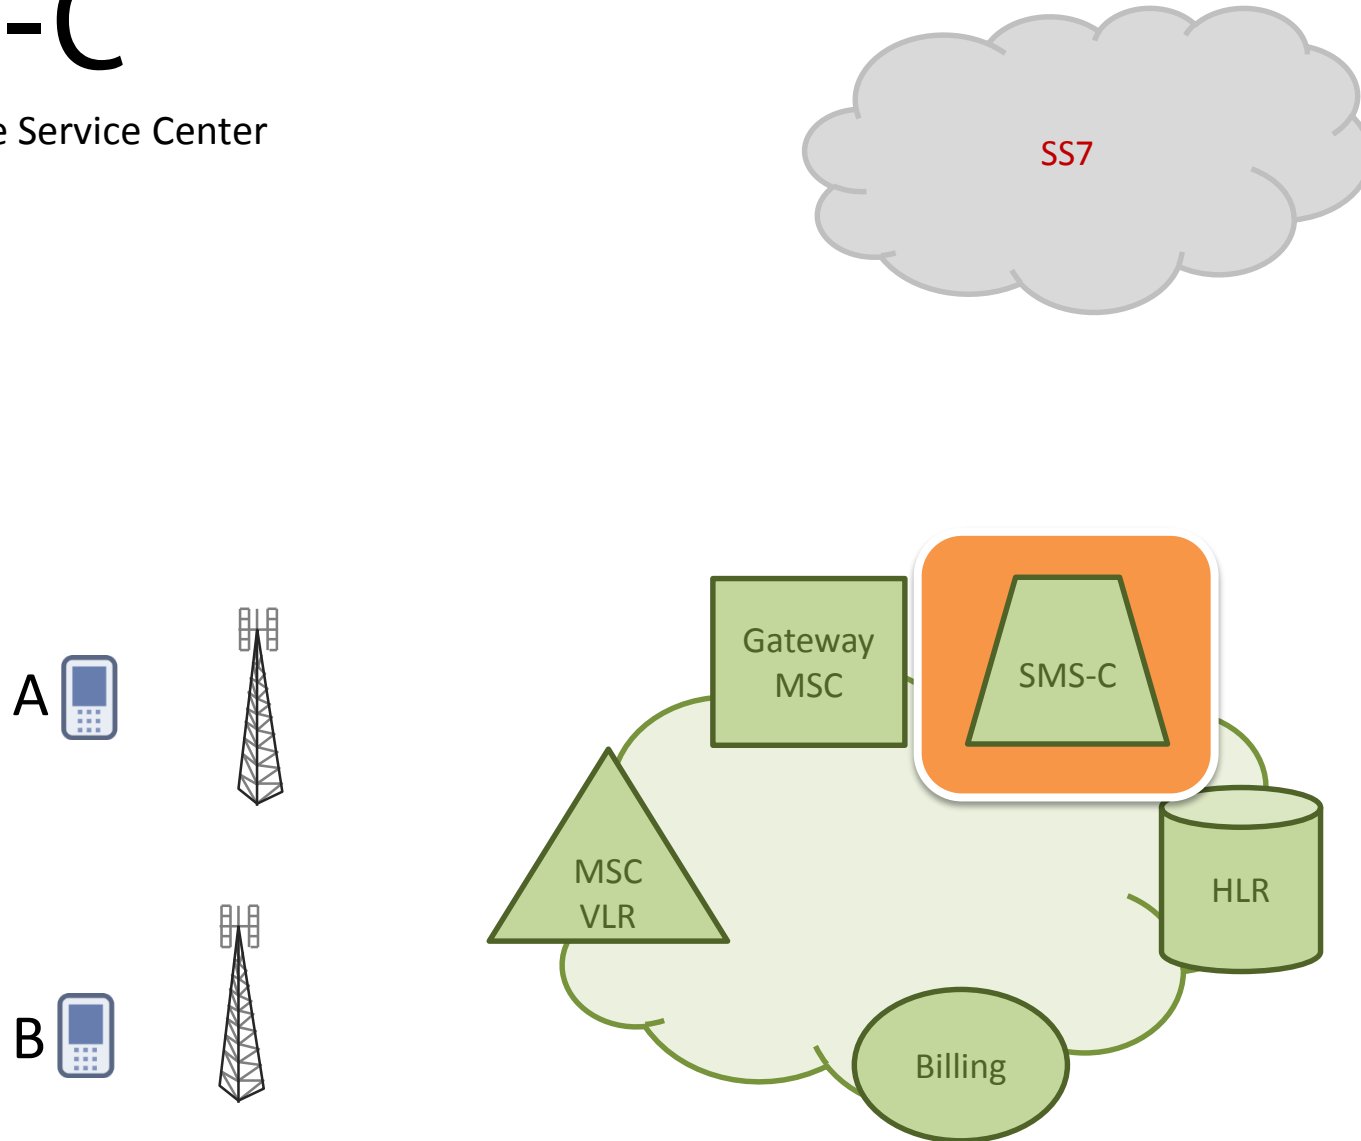 -C
Service Center
SS7
Gateway
MSC
SMS-C
A
MSC
VLR
HLR
B
Billing